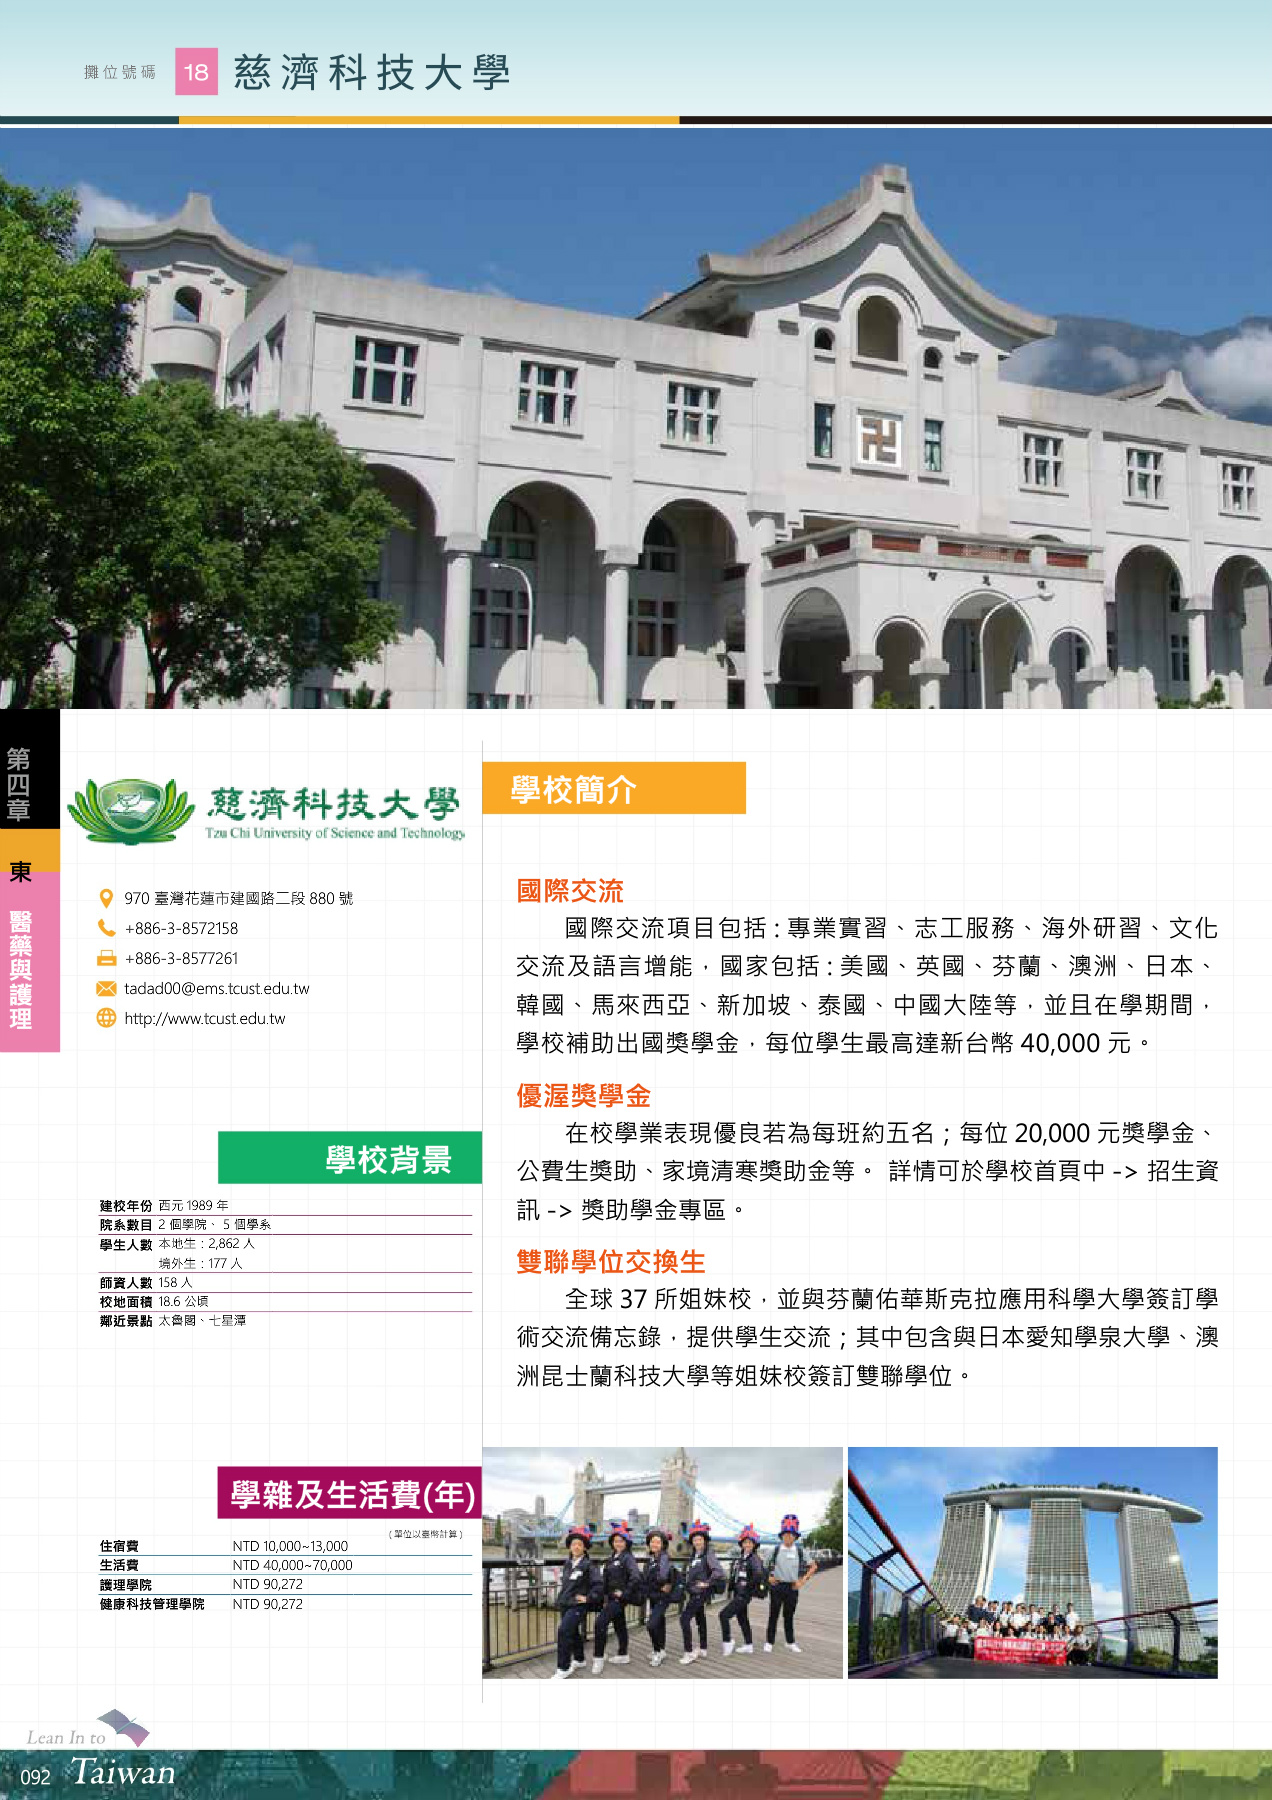 攤位號碼 18 慈濟科技大學
第四章
東 醫藥與護理
慈濟科技大學
Tzu Chi University of Science and Technology
970 臺灣花蓮市建國路二段 880 號
+886-3-8572158
+886-3-8577261
tadad00@ems.tcust.edu.tw
http://www.tcust.edu.tw
學校背景
建校年份 西元 1989 年
院系數目 2 個學院、 5 個學系
學生人數 本地生：2,862 人
境外生：177 人
師資人數 158 人
校地面積 18.6 公頃
鄰近景點 太魯閣、七星潭
學雜及生活費(年)
(單位以臺幣計算)
住宿費 NTD 10,000~13,000
生活費 NTD 40,000~70,000
護理學院 NTD 90,272
健康科技管理學院 NTD 90,272
學校簡介
國際交流
國際交流項目包括：專業實習、志工服務、海外研習、文化
交流及語言增能，國家包括：美國、英國、芬蘭、澳洲、日本、
韓國、馬來西亞、新加坡、泰國、中國大陸等，並且在學期間，
學校補助出國獎學金，每位學生最高達新台幣 40,000 元。
優渥獎學金
在校學業表現優良若為每班約五名；每位 20,000 元獎學金、
公費生獎助、家境清寒獎助金等。 詳情可於學校首頁中 -> 招生資
訊 -> 獎助學金專區。
雙聯學位交換生
全球 37 所姐妹校，並與芬蘭佑華斯克拉應用科學大學簽訂學
術交流備忘錄，提供學生交流；其中包含與日本愛知學泉大學、澳
洲昆士蘭科技大學等姐妹校簽訂雙聯學位。
Lean In to
Taiwan
092